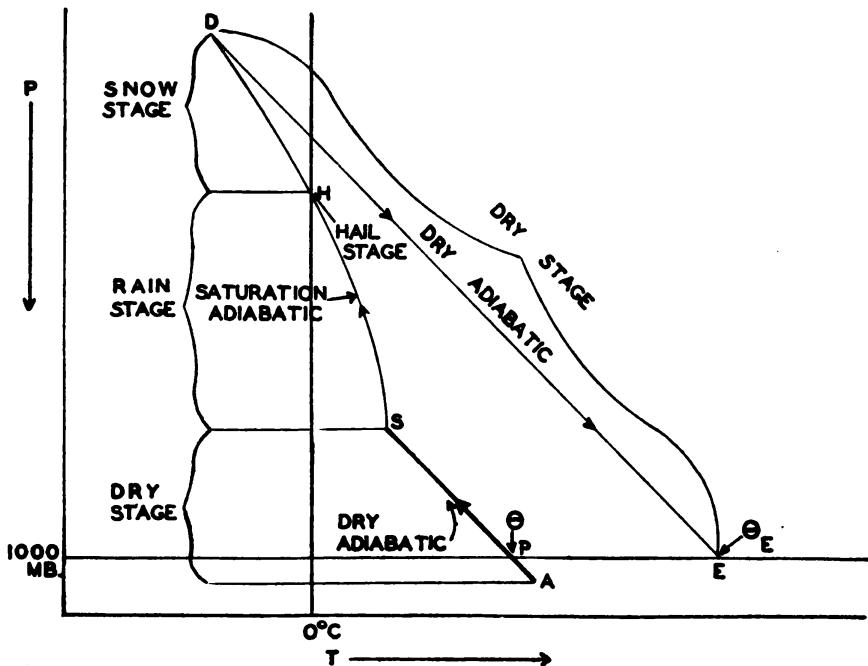 D
P
SNOW
STAGE
H
HAIL
STAGE
DRY STAGE
DRY ADIABATIC
RAIN
STAGE
SATURATION
ADIABATIC
S
DRY
STAGE
DRY
ADIABATIC
Θ
P
Θ E
1000
MB.
A
E
0°C
T